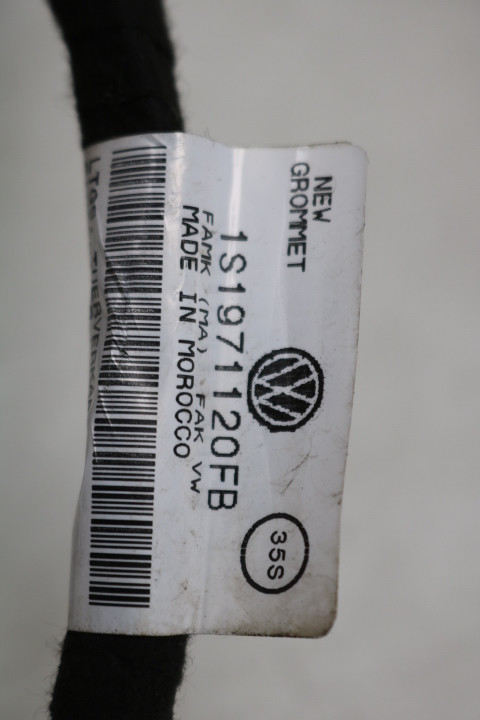 NEW
GROMMET
1S1971120FB
FAMK (MA) FAK VW
MADE IN MOROCCO
35S